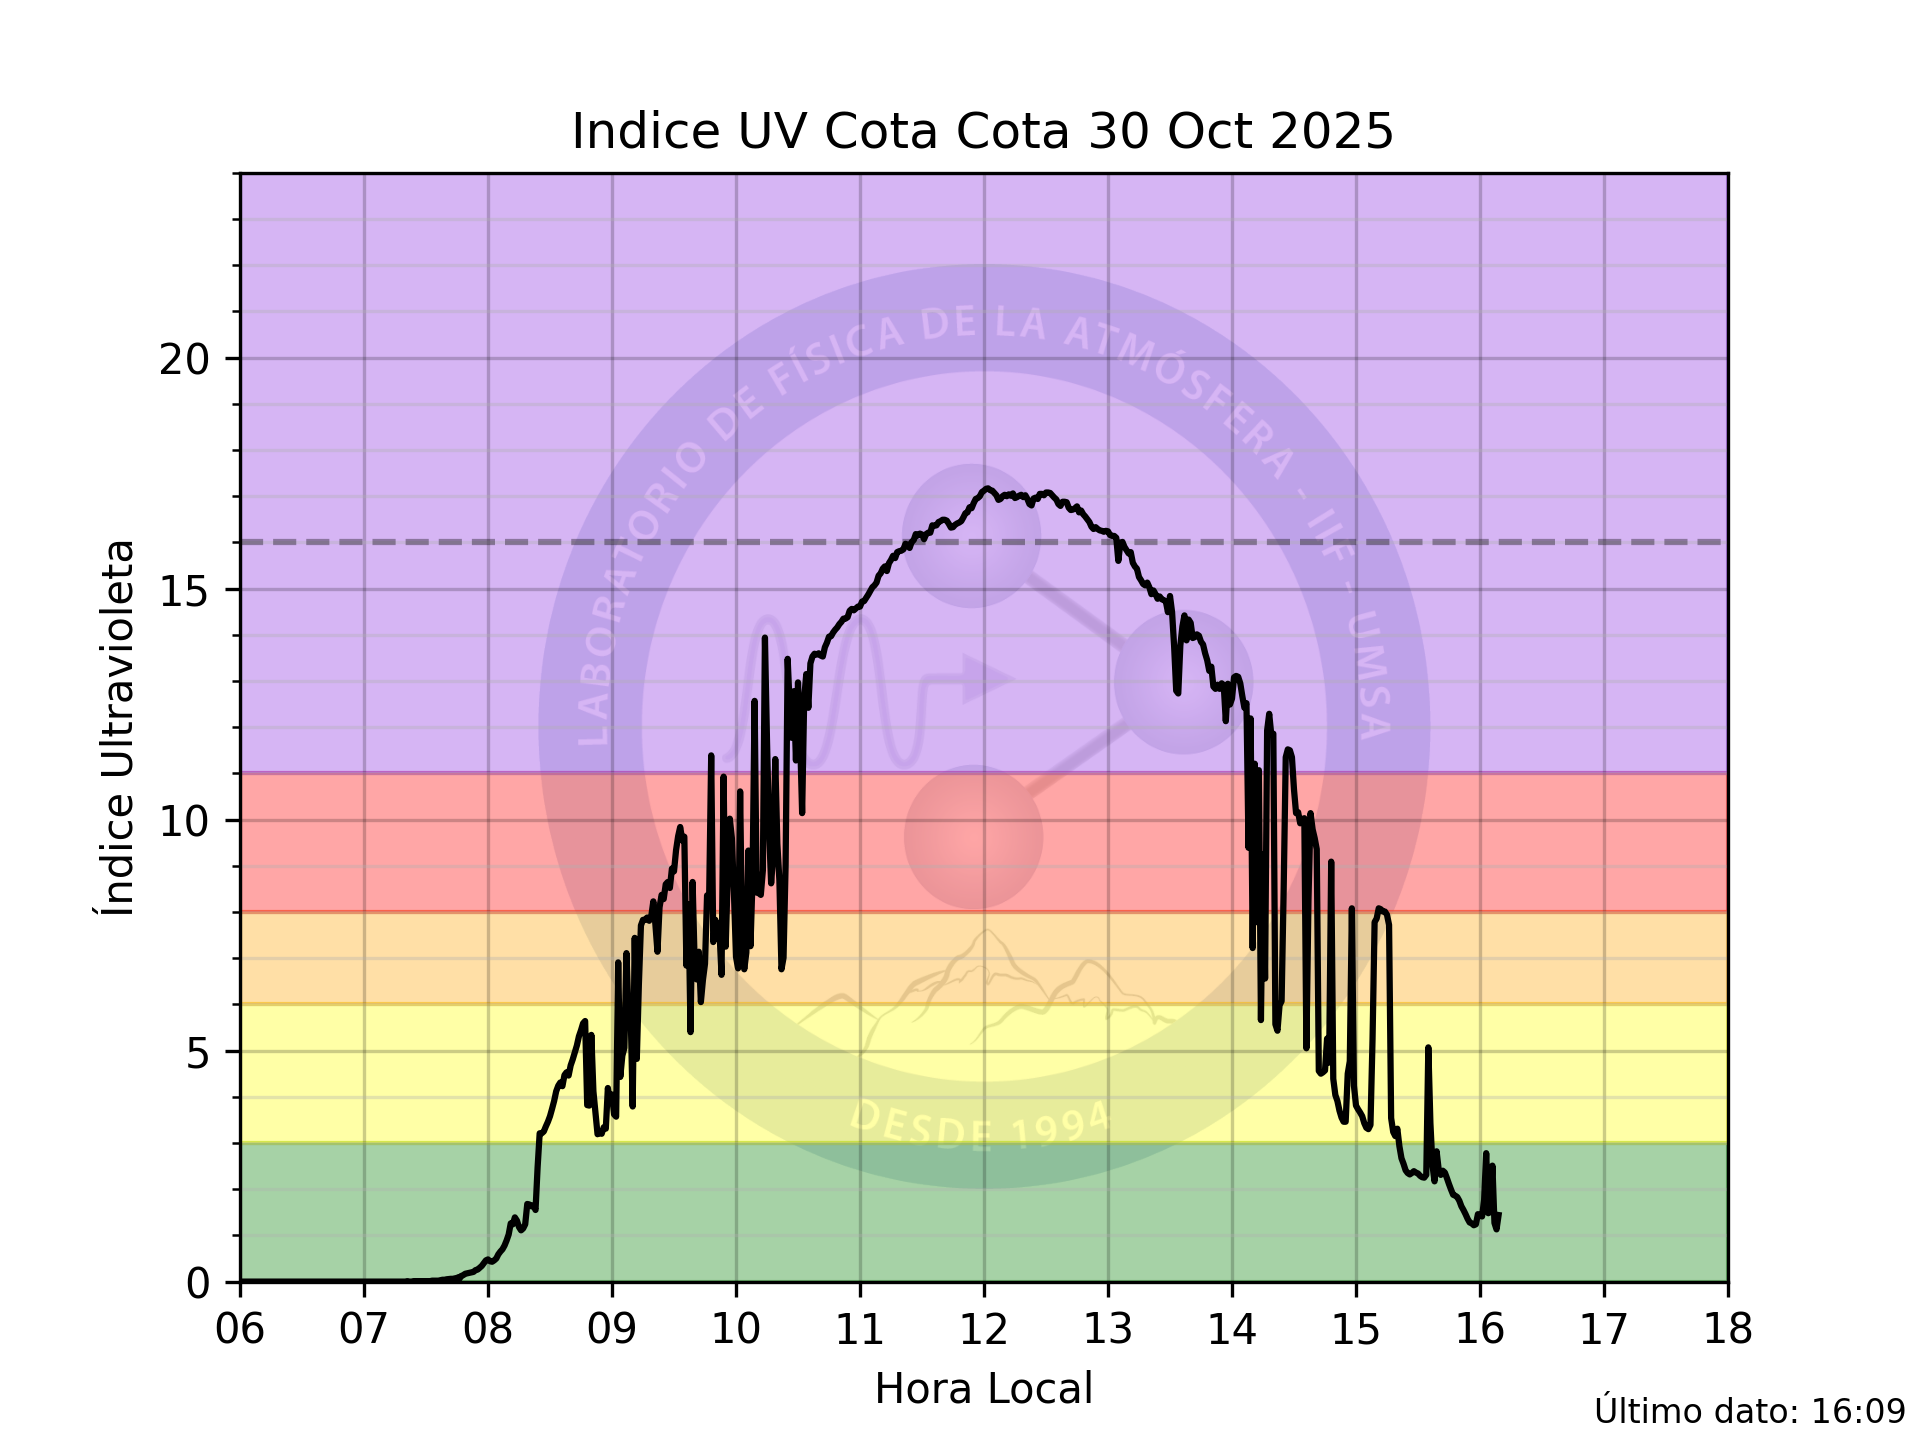 Indice UV Cota Cota 30 Oct 2025
LABORATORIO DE FÍSICA DE LA ATMÓSFERA - IIF - UMSA
DESDE 1994
Índice Ultravioleta
20
15
10
5
0
06 07 08 09 10 11 12 13 14 15 16 17 18
Hora Local
Último dato: 16:09